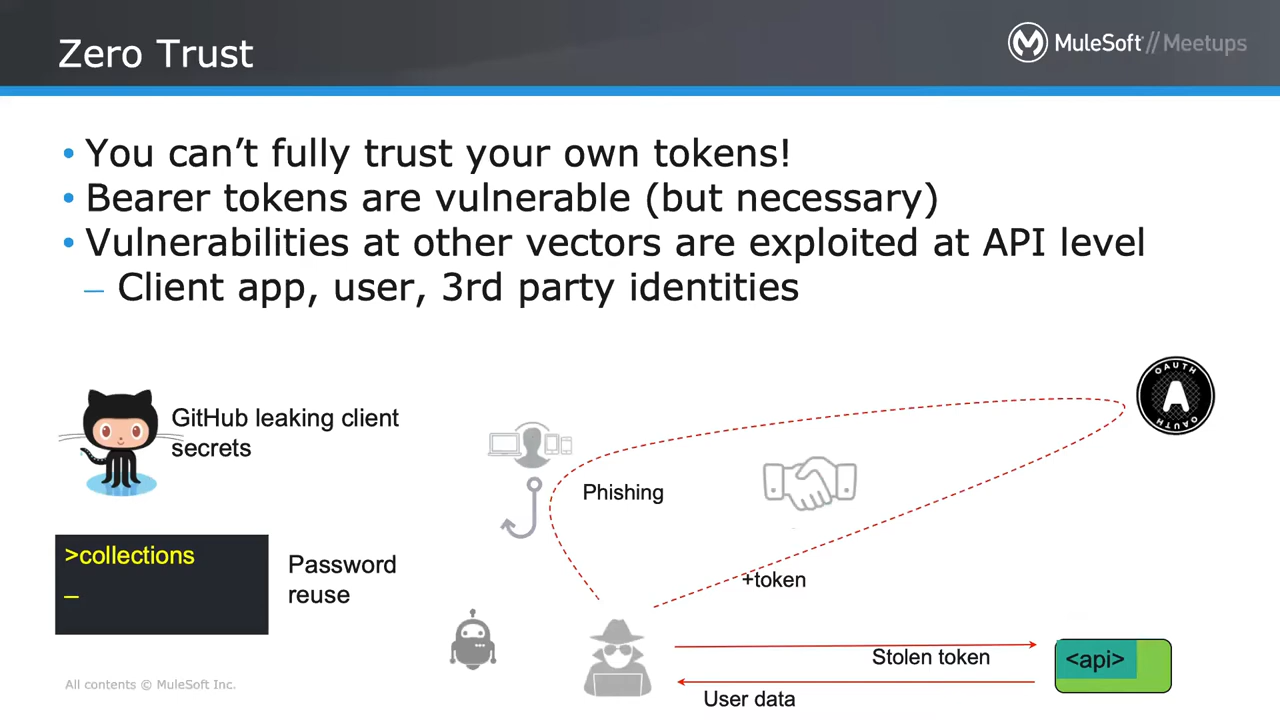 Zero Trust
MuleSoft // Meetups
• You can't fully trust your own tokens!
• Bearer tokens are vulnerable (but necessary)
• Vulnerabilities at other vectors are exploited at API level
– Client app, user, 3rd party identities
OAUTH
A
OAUTH
GitHub leaking client
secrets
Phishing
>collections
_
Password
reuse
+token
Stolen token
<api>
User data
All contents © MuleSoft Inc.